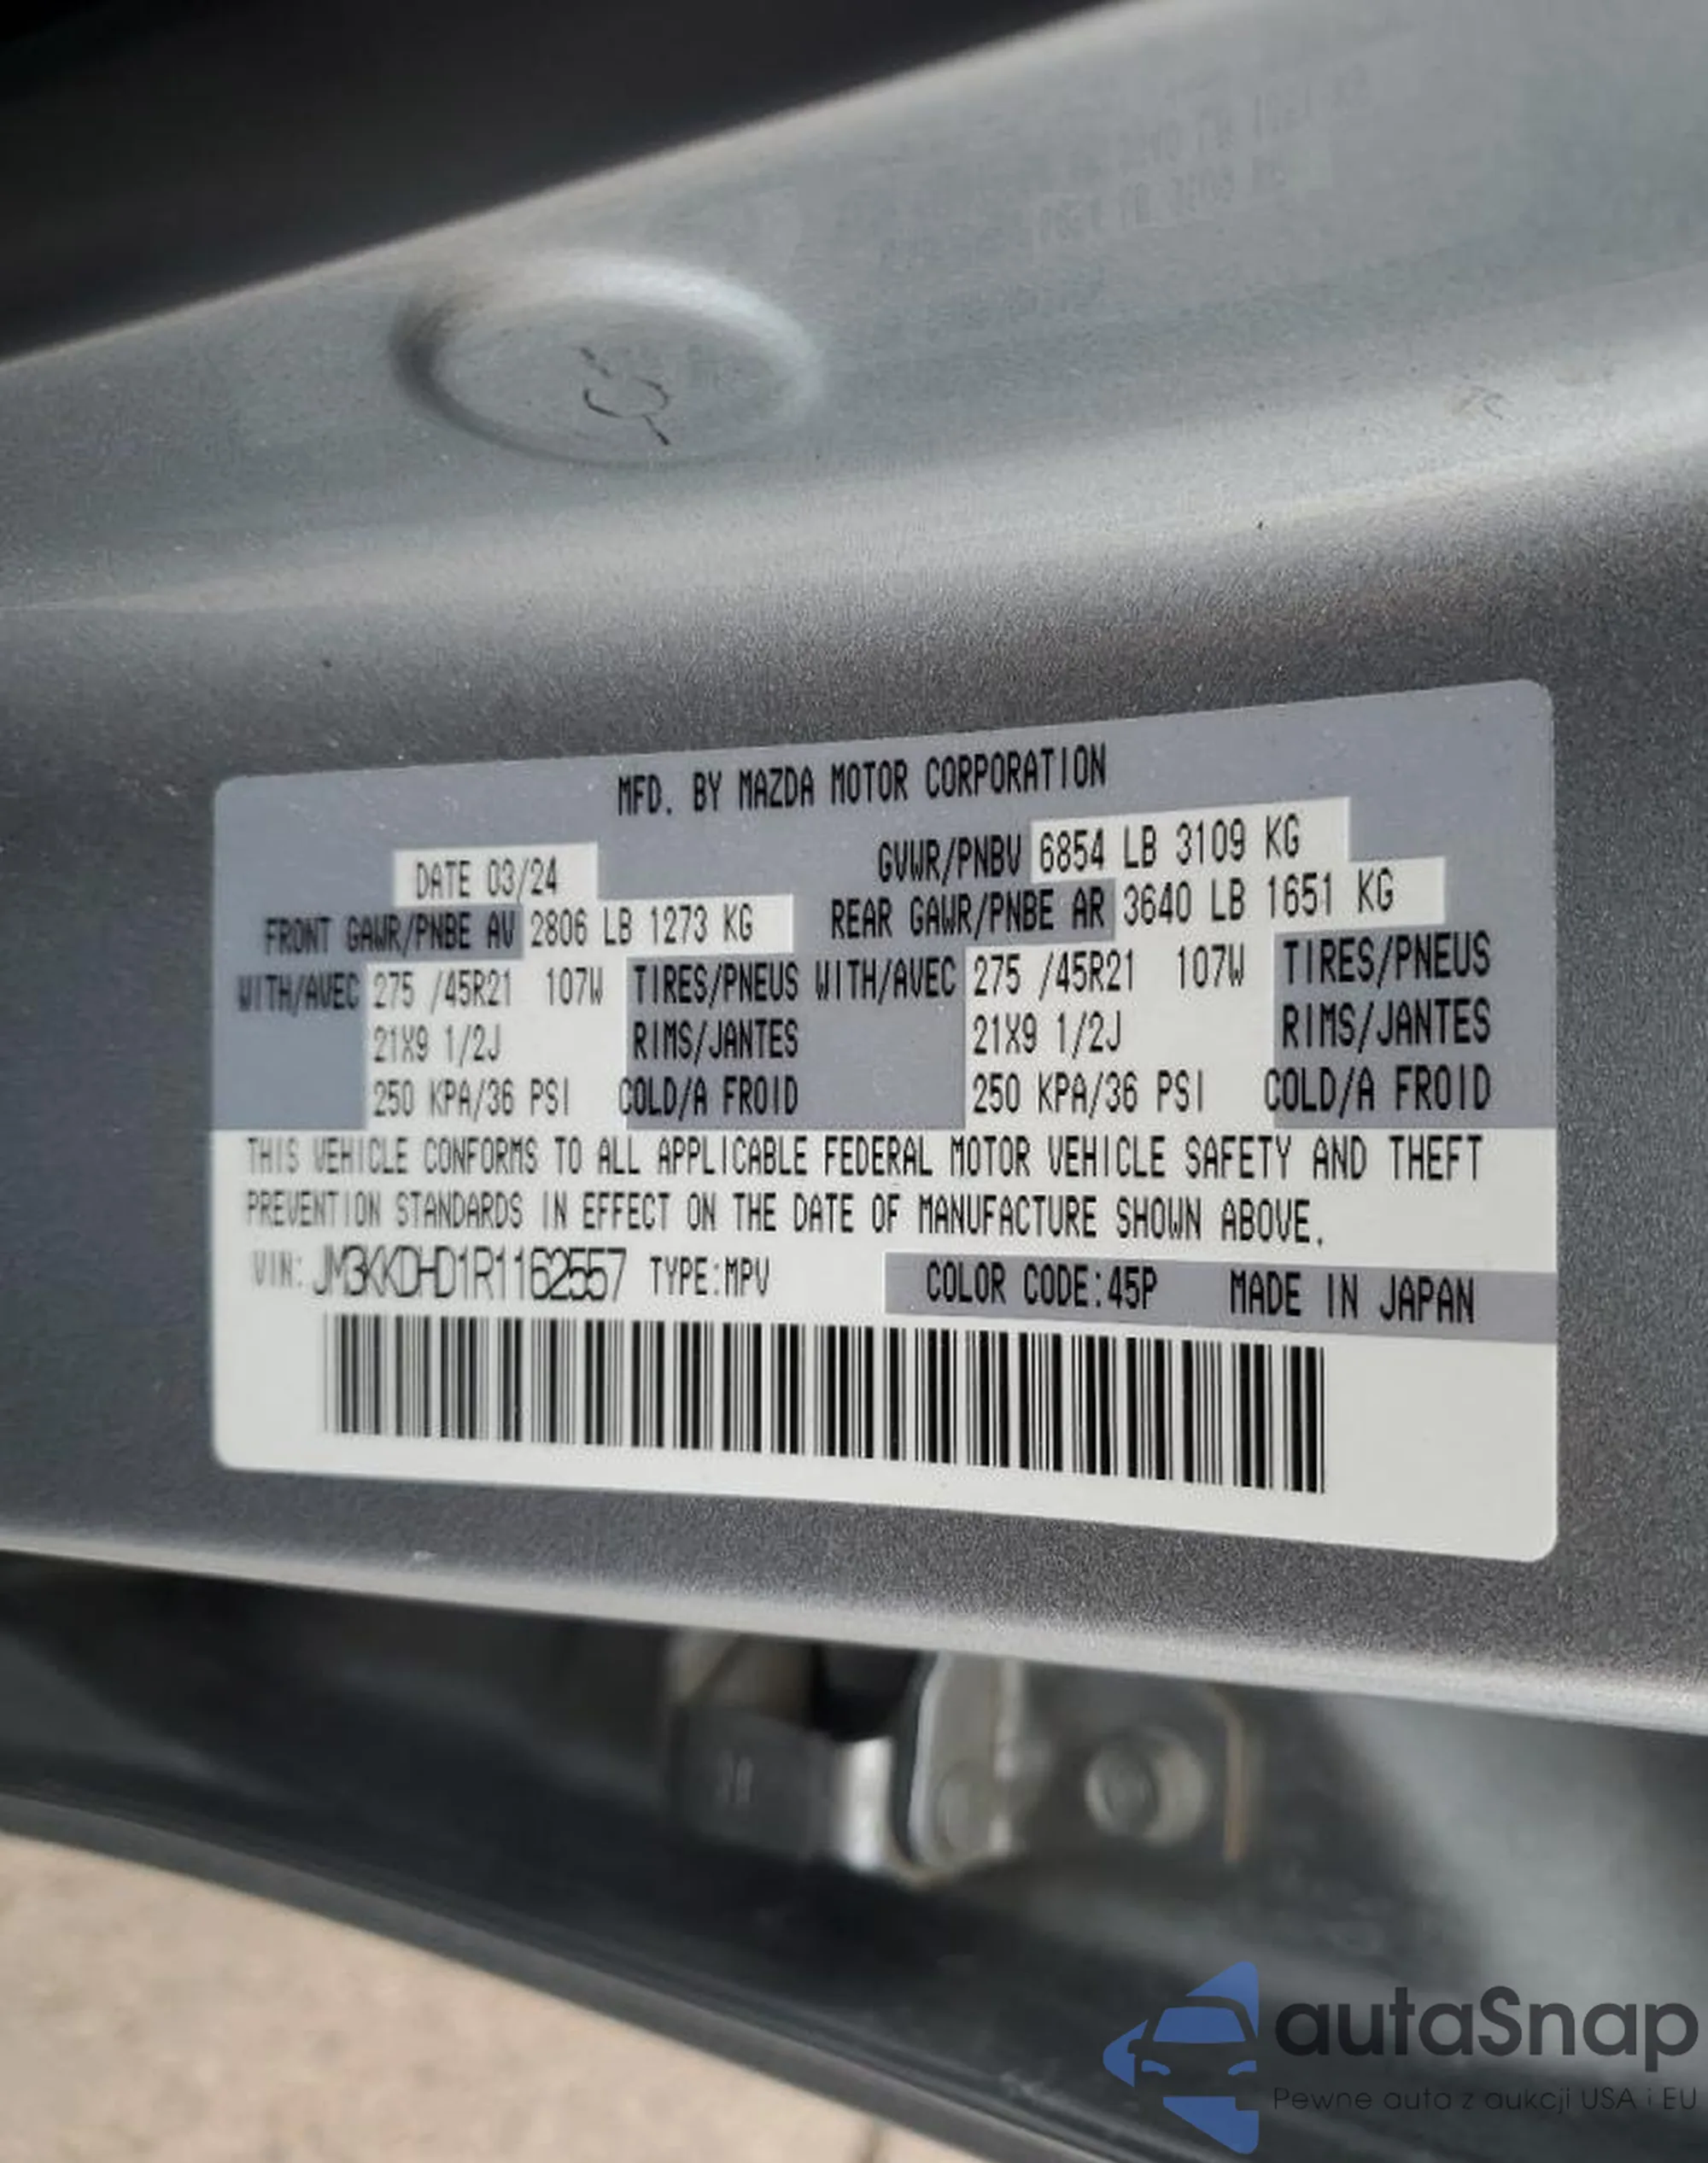 MFD. BY MAZDA MOTOR CORPORATION
DATE 03/24 GVWR/PNBV 6854 LB 3109 KG
FRONT GAWR/PNBE AV 2806 LB 1273 KG REAR GAWR/PNBE AR 3640 LB 1651 KG
WITH/AVEC 275 /45R21 107W TIRES/PNEUS WITH/AVEC 275 /45R21 107W TIRES/PNEUS
21X9 1/2J RIMS/JANTES 21X9 1/2J RIMS/JANTES
250 KPA/36 PSI COLD/A FROID 250 KPA/36 PSI COLD/A FROID
THIS VEHICLE CONFORMS TO ALL APPLICABLE FEDERAL MOTOR VEHICLE SAFETY AND THEFT
PREVENTION STANDARDS IN EFFECT ON THE DATE OF MANUFACTURE SHOWN ABOVE.
VIN: JM3KKDHD1R1162557 TYPE:MPV COLOR CODE:45P MADE IN JAPAN
autaSnap
Pewne auta z aukcji USA i EU